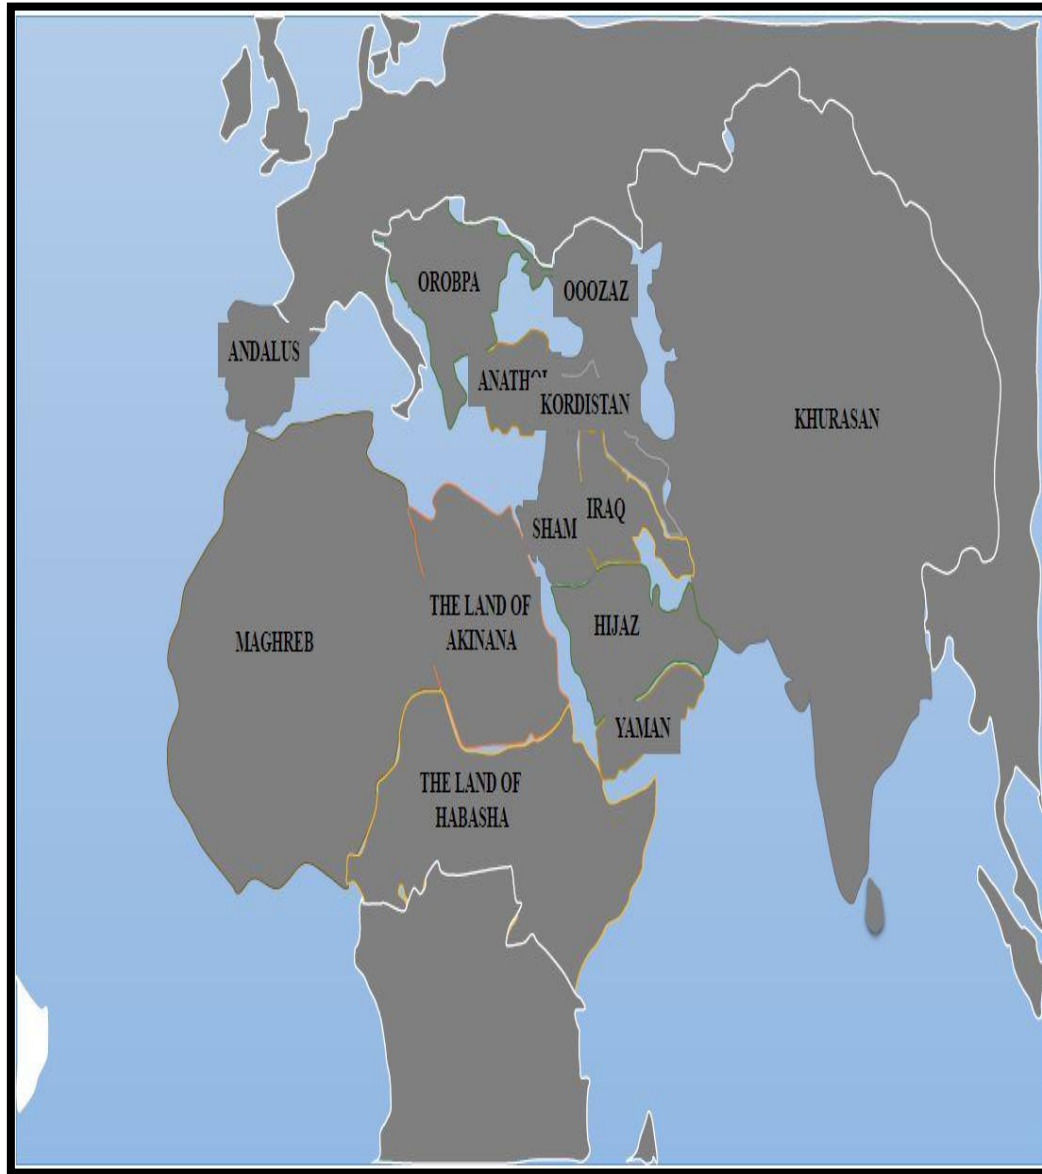 OROBPA
OOOZAZ
ANDALUS
KORDISTAN
KHURASAN
IRAQ
SHAM
THE LAND OF
AKINANA
HIJAZ
MAGHREB
YAMAN
THE LAND OF
HABASHA